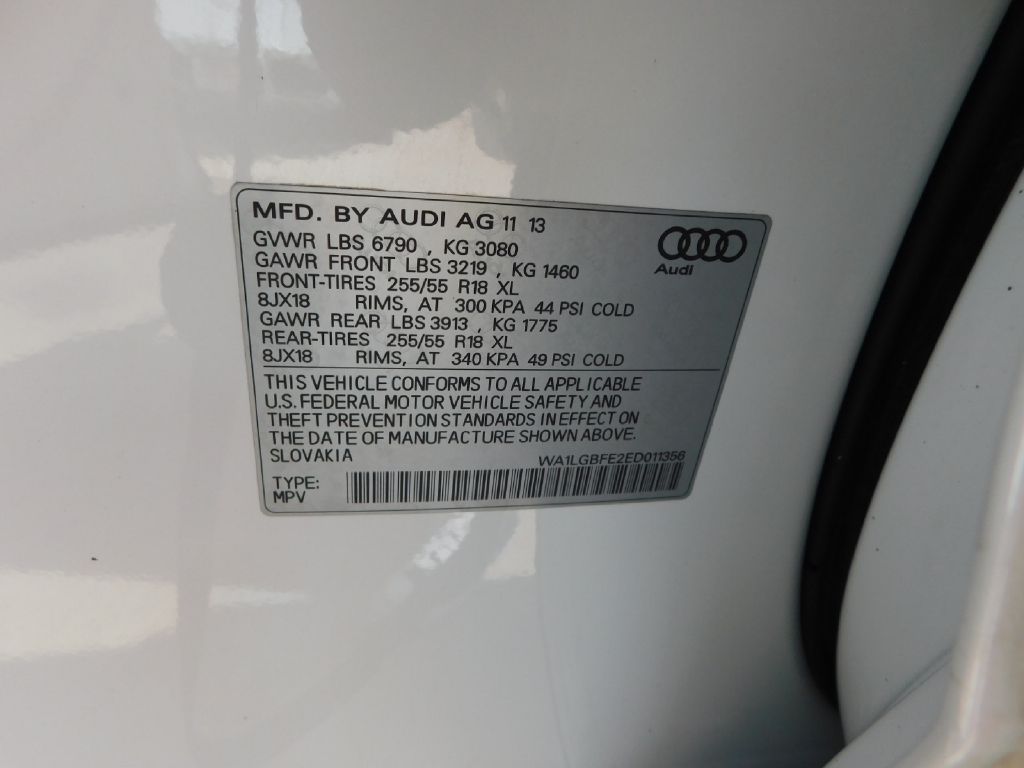 MFD. BY AUDI AG 11 13
Audi
GVWR LBS 6790 , KG 3080
GAWR FRONT LBS 3219 , KG 1460
FRONT-TIRES 255/55 R18 XL
8JX18 RIMS, AT 300 KPA 44 PSI COLD
GAWR REAR LBS 3913 , KG 1775
REAR-TIRES 255/55 R18 XL
8JX18 RIMS, AT 340 KPA 49 PSI COLD
THIS VEHICLE CONFORMS TO ALL APPLICABLE
U.S. FEDERAL MOTOR VEHICLE SAFETY AND
THEFT PREVENTION STANDARDS IN EFFECT ON
THE DATE OF MANUFACTURE SHOWN ABOVE.
SLOVAKIA WA1LGBFE2ED011356
TYPE:
MPV